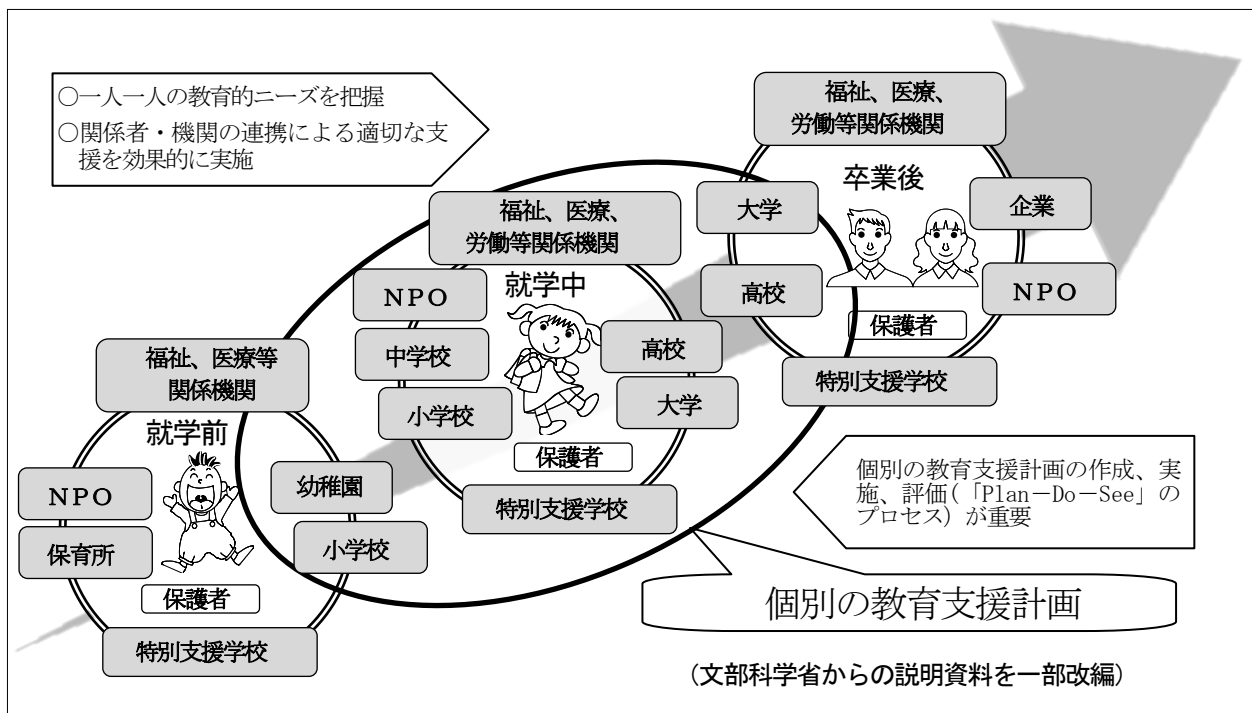 ○一人一人の教育的ニーズを把握
○関係者・機関の連携による適切な支
援を効果的に実施
福祉、医療、
労働等関係機関
卒業後
大学
企業
高校
NPO
保護者
特別支援学校
福祉、医療、
労働等関係機関
就学中
NPO
中学校
高校
小学校
大学
保護者
特別支援学校
福祉、医療等
関係機関
就学前
NPO
幼稚園
保育所
小学校
保護者
特別支援学校
個別の教育支援計画の作成、実
施、評価(「Plan－Do－See」の
プロセス) が重要
個別の教育支援計画
(文部科学省からの説明資料を一部改編)